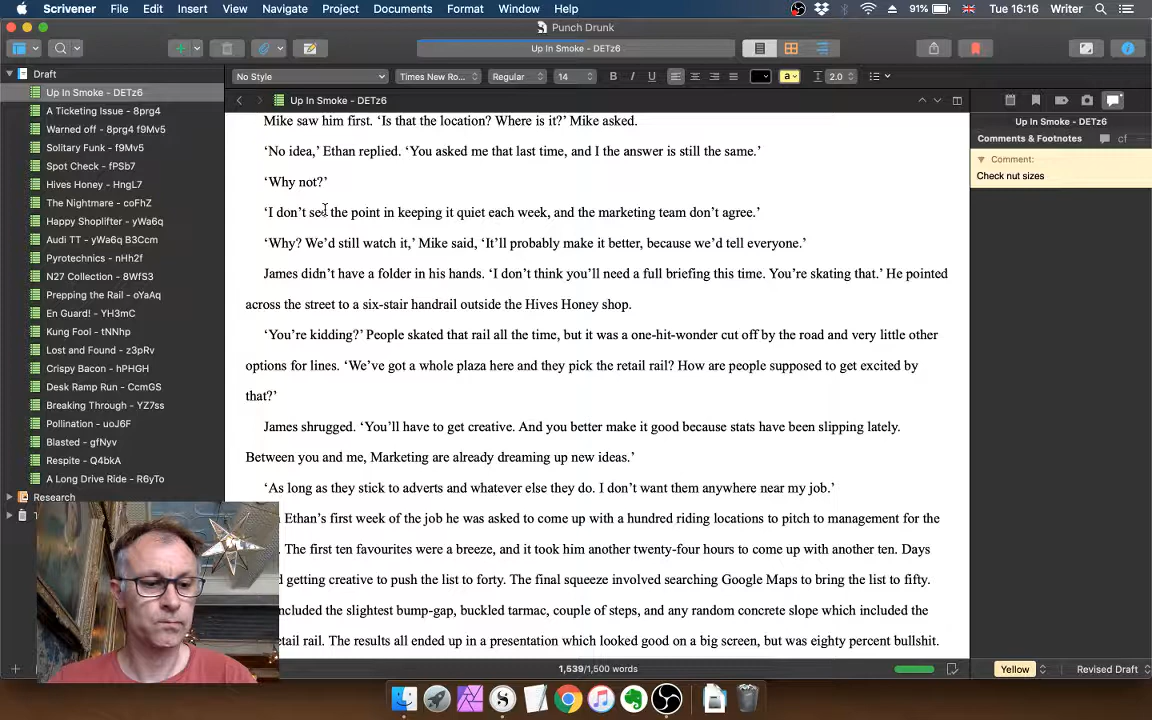 Scrivener File Edit Insert View Navigate Project Documents Format Window Help 91% Tue 16:16 Writer
Punch Drunk
Up In Smoke - DETz6
No Style Times New Ro... Regular 14 B I U a 2.0
Draft
Up In Smoke - DETz6
A Ticketing Issue - 8prg4
Warned off - 8prg4 f9Mv5
Solitary Funk - f9Mv5
Spot Check - fPSb7
Hives Honey - HngL7
The Nightmare - coFhZ
Happy Shoplifter - yWa6q
Audi TT - yWa6q B3Ccm
Pyrotechnics - nHh2f
N27 Collection - 8WfS3
Prepping the Rail - oYaAq
En Guard! - YH3mC
Kung Fool - tNNhp
Lost and Found - z3pRv
Crispy Bacon - hPHGH
Desk Ramp Run - CcmGS
Breaking Through - YZ7ss
Pollination - uoJ6F
Blasted - gfNyv
Respite - Q4bkA
A Long Drive Ride - R6yTo
Research
Up In Smoke - DETz6
Mike saw him first. ‘Is that the location? Where is it?’ Mike asked.
‘No idea,’ Ethan replied. ‘You asked me that last time, and I the answer is still the same.’
‘Why not?’
‘I don’t see the point in keeping it quiet each week, and the marketing team don’t agree.’
‘Why? We’d still watch it,’ Mike said, ‘It’ll probably make it better, because we’d tell everyone.’
James didn’t have a folder in his hands. ‘I don’t think you’ll need a full briefing this time. You’re skating that.’ He pointed
across the street to a six-stair handrail outside the Hives Honey shop.
‘You’re kidding?’ People skated that rail all the time, but it was a one-hit-wonder cut off by the road and very little other
options for lines. ‘We’ve got a whole plaza here and they pick the retail rail? How are people supposed to get excited by
that?’
James shrugged. ‘You’ll have to get creative. And you better make it good because stats have been slipping lately.
Between you and me, Marketing are already dreaming up new ideas.’
‘As long as they stick to adverts and whatever else they do. I don’t want them anywhere near my job.’
Ethan’s first week of the job he was asked to come up with a hundred riding locations to pitch to management for the
The first ten favourites were a breeze, and it took him another twenty-four hours to come up with another ten. Days
getting creative to push the list to forty. The final squeeze involved searching Google Maps to bring the list to fifty.
included the slightest bump-gap, buckled tarmac, couple of steps, and any random concrete slope which included the
retail rail. The results all ended up in a presentation which looked good on a big screen, but was eighty percent bullshit.
1,539/1,500 words
Up In Smoke - DETz6
Comments & Footnotes cf
Comment:
Check nut sizes
Yellow Revised Draft